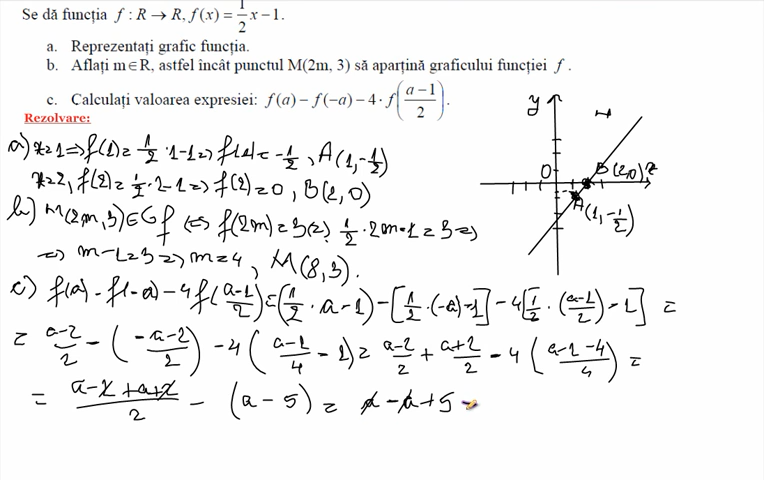 Se dă funcția f : R → R, f(x) = 1/2 x − 1.
a. Reprezentați grafic funcția.
b. Aflați m∈R, astfel încât punctul M(2m, 3) să aparțină graficului funcției f .
c. Calculați valoarea expresiei: f(a) − f(−a) − 4 · f((a−1)/2).
Rezolvare:
a) x=1 ⇒ f(1) = 1/2 · 1 − 1 ⇒ f(1) = −1/2 , A(1, −1/2)
x=2, f(2) = 1/2 · 2 − 1 ⇒ f(2) = 0 , B(2, 0)
b) M(2m, 3) ∈ Gf ⇔ f(2m) = 3 ⇔ 1/2 · 2m − 1 = 3 ⇒
⇒ m − 1 = 3 ⇒ m = 4 , M(8, 3).
c) f(a) − f(−a) − 4f((a−1)/2) = (1/2 · a − 1) − [1/2 · (−a) − 1] − 4[1/2 · ((a−1)/2) − 1] =
= (a−2)/2 − ((−a−2)/2) − 4((a−1)/4 − 1) = (a−2)/2 + (a+2)/2 − 4((a−1−4)/4) =
= (a−2+a+2)/2 − (a − 5) = a − a + 5 =
y
O
B(2,0)
x
A(1, −1/2)